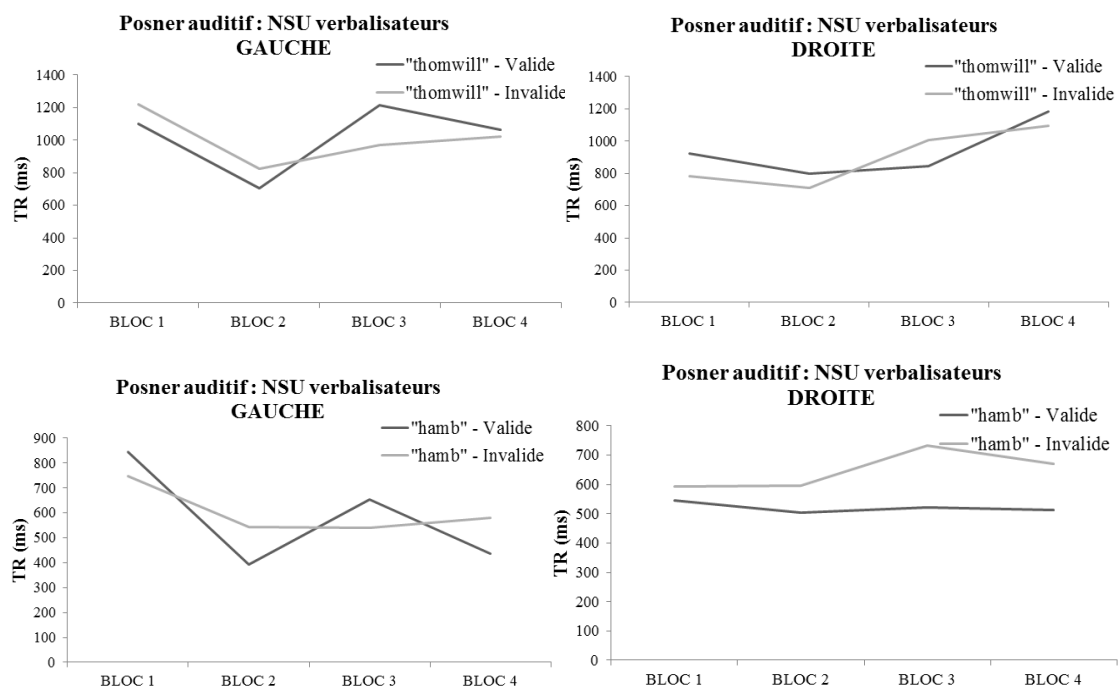 Posner auditif : NSU verbalisateurs
GAUCHE
"thomwill" - Valide
"thomwill" - Invalide
1400
1200
1000
800
600
400
200
0
TR (ms)
BLOC 1 BLOC 2 BLOC 3 BLOC 4
Posner auditif : NSU verbalisateurs
DROITE
"thomwill" - Valide
"thomwill" - Invalide
1400
1200
1000
800
600
400
200
0
TR (ms)
BLOC 1 BLOC 2 BLOC 3 BLOC 4
Posner auditif : NSU verbalisateurs
GAUCHE
"hamb" - Valide
"hamb" - Invalide
900
800
700
600
500
400
300
200
100
0
TR (ms)
BLOC 1 BLOC 2 BLOC 3 BLOC 4
Posner auditif : NSU verbalisateurs
DROITE
"hamb" - Valide
"hamb" - Invalide
800
700
600
500
400
300
200
100
0
TR (ms)
BLOC 1 BLOC 2 BLOC 3 BLOC 4